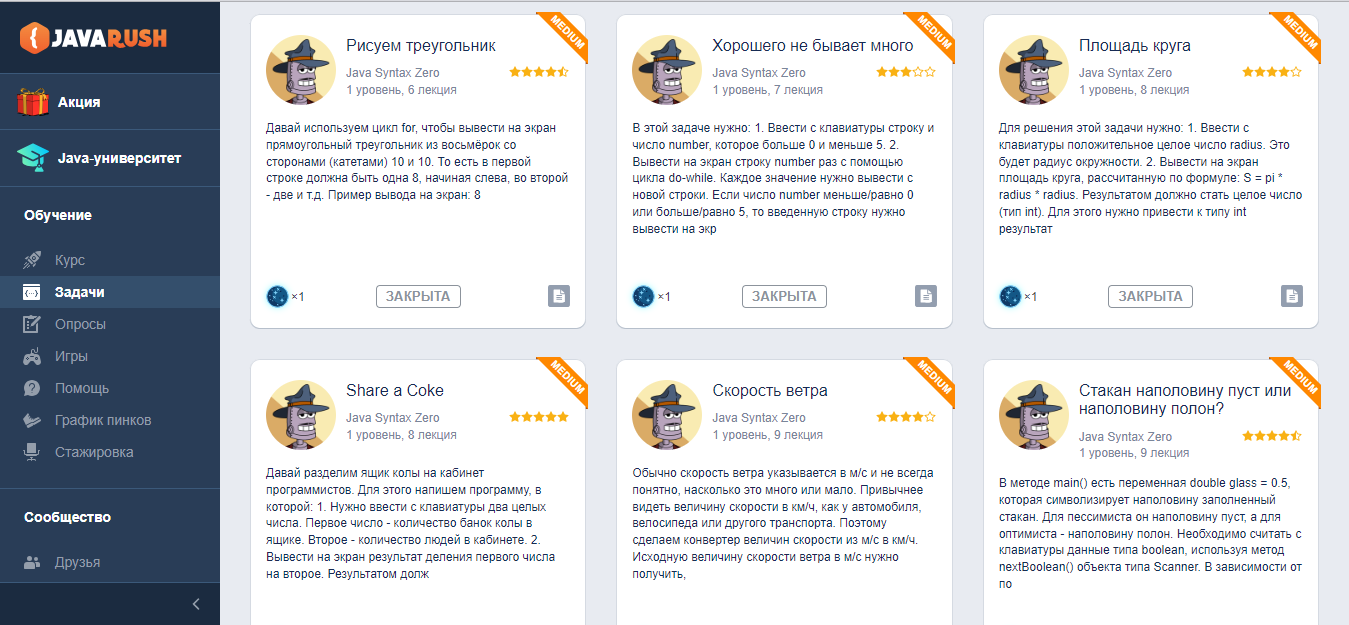 JAVARUSH
Акция
Java-университет
Обучение
Курс
Задачи
Опросы
Игры
Помощь
График пинков
Стажировка
Сообщество
Друзья
MEDIUM
Рисуем треугольник
Java Syntax Zero
1 уровень, 6 лекция
Давай используем цикл for, чтобы вывести на экран
прямоугольный треугольник из восьмёрок со
сторонами (катетами) 10 и 10. То есть в первой
строке должна быть одна 8, начиная слева, во второй
- две и т.д. Пример вывода на экран: 8
×1
ЗАКРЫТА
MEDIUM
Хорошего не бывает много
Java Syntax Zero
1 уровень, 7 лекция
В этой задаче нужно: 1. Ввести с клавиатуры строку и
число number, которое больше 0 и меньше 5. 2.
Вывести на экран строку number раз с помощью
цикла do-while. Каждое значение нужно вывести с
новой строки. Если число number меньше/равно 0
или больше/равно 5, то введенную строку нужно
вывести на экр
×1
ЗАКРЫТА
MEDIUM
Площадь круга
Java Syntax Zero
1 уровень, 8 лекция
Для решения этой задачи нужно: 1. Ввести с
клавиатуры положительное целое число radius. Это
будет радиус окружности. 2. Вывести на экран
площадь круга, рассчитанную по формуле: S = pi *
radius * radius. Результатом должно стать целое число
(тип int). Для этого нужно привести к типу int
результат
×1
ЗАКРЫТА
MEDIUM
Share a Coke
Java Syntax Zero
1 уровень, 8 лекция
Давай разделим ящик колы на кабинет
программистов. Для этого напишем программу, в
которой: 1. Нужно ввести с клавиатуры два целых
числа. Первое число - количество банок колы в
ящике. Второе - количество людей в кабинете. 2.
Вывести на экран результат деления первого числа
на второе. Результатом долж
MEDIUM
Скорость ветра
Java Syntax Zero
1 уровень, 9 лекция
Обычно скорость ветра указывается в м/с и не всегда
понятно, насколько это много или мало. Привычнее
видеть величину скорости в км/ч, как у автомобиля,
велосипеда или другого транспорта. Поэтому
сделаем конвертер величин скорости из м/с в км/ч.
Исходную величину скорости ветра в м/с нужно
получить,
MEDIUM
Стакан наполовину пуст или
наполовину полон?
Java Syntax Zero
1 уровень, 9 лекция
В методе main() есть переменная double glass = 0.5,
которая символизирует наполовину заполненный
стакан. Для пессимиста он наполовину пуст, а для
оптимиста - наполовину полон. Необходимо считать с
клавиатуры данные типа boolean, используя метод
nextBoolean() объекта типа Scanner. В зависимости от
по